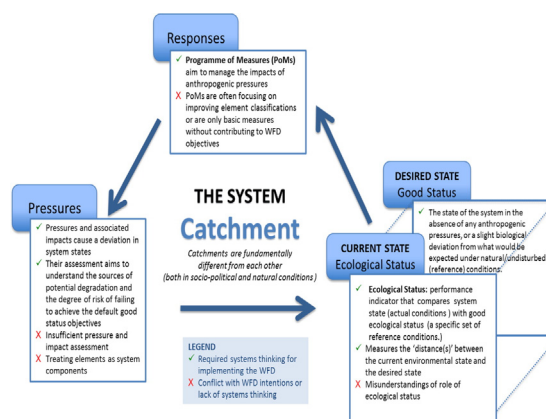 Responses
✓ Programme of Measures (PoMs)
aim to manage the impacts of
anthropogenic pressures
X PoMs are often focusing on
improving element classifications
or are only basic measures
without contributing to WFD
objectives
DESIRED STATE
Good Status
✓ The state of the system in the
absence of any anthropogenic
pressures, or a slight biological
deviation from what would be
expected under natural/undisturbed
(reference) conditions.
Pressures
✓ Pressures and associated
impacts cause a deviation in
system states
✓ Their assessment aims to
understand the sources of
potential degradation and
the degree of risk of failing
to achieve the default good
status objectives
X Insufficient pressure and
impact assessment
X Treating elements as system
components
THE SYSTEM
Catchment
Catchments are fundamentally
different from each other
(both in socio-political and natural conditions )
CURRENT STATE
Ecological Status
✓ Ecological Status: performance
indicator that compares system
state (actual conditions ) with good
ecological status (a specific set of
reference conditions.)
✓ Measures the 'distance(s)' between
the current environmental state and
the desired state
X Misunderstandings of role of
ecological status
LEGEND
✓ Required systems thinking for
implementing the WFD
X Conflict with WFD intentions or
lack of systems thinking